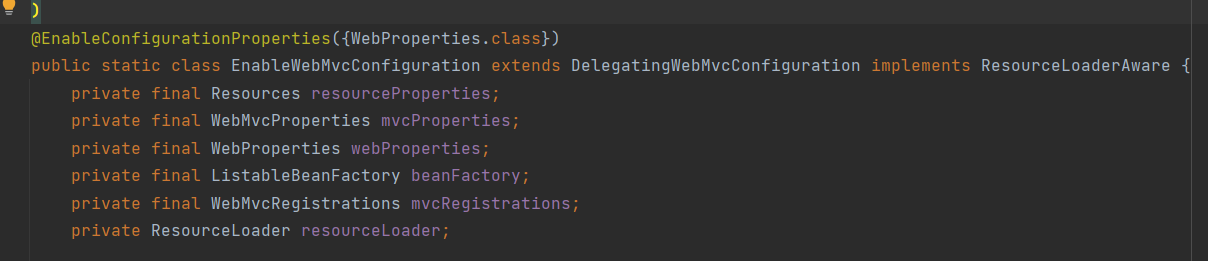 )
@EnableConfigurationProperties({WebProperties.class})
public static class EnableWebMvcConfiguration extends DelegatingWebMvcConfiguration implements ResourceLoaderAware {
private final Resources resourceProperties;
private final WebMvcProperties mvcProperties;
private final WebProperties webProperties;
private final ListableBeanFactory beanFactory;
private final WebMvcRegistrations mvcRegistrations;
private ResourceLoader resourceLoader;